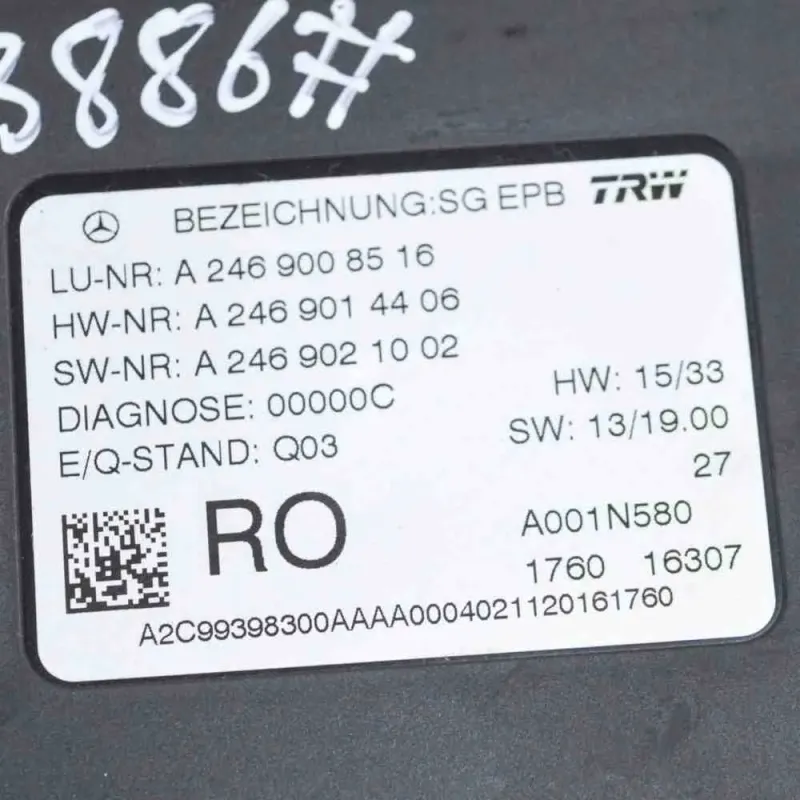 3886#
BEZEICHNUNG:SG EPB TRW
LU-NR: A 246 900 85 16
HW-NR: A 246 901 44 06
SW-NR: A 246 902 10 02
DIAGNOSE: 00000C HW: 15/33
E/Q-STAND: Q03 SW: 13/19.00
27
RO A001N580
1760 16307
A2C99398300AAAA0004021120161760